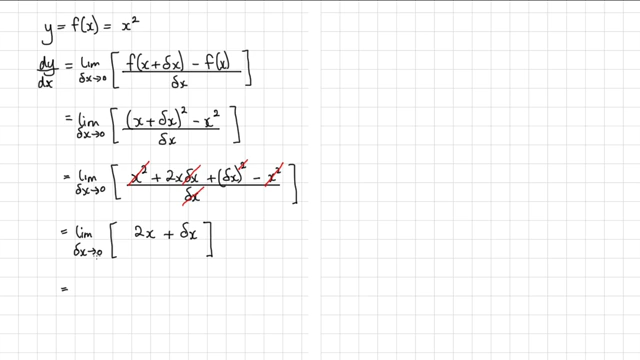 y = f(x) = x²
dy/dx = lim δx→0 [ f(x + δx) − f(x) / δx ]
= lim δx→0 [ (x + δx)² − x² / δx ]
= lim δx→0 [ x² + 2xδx + (δx)² − x² / δx ]
= lim δx→0 [ 2x + δx ]
=